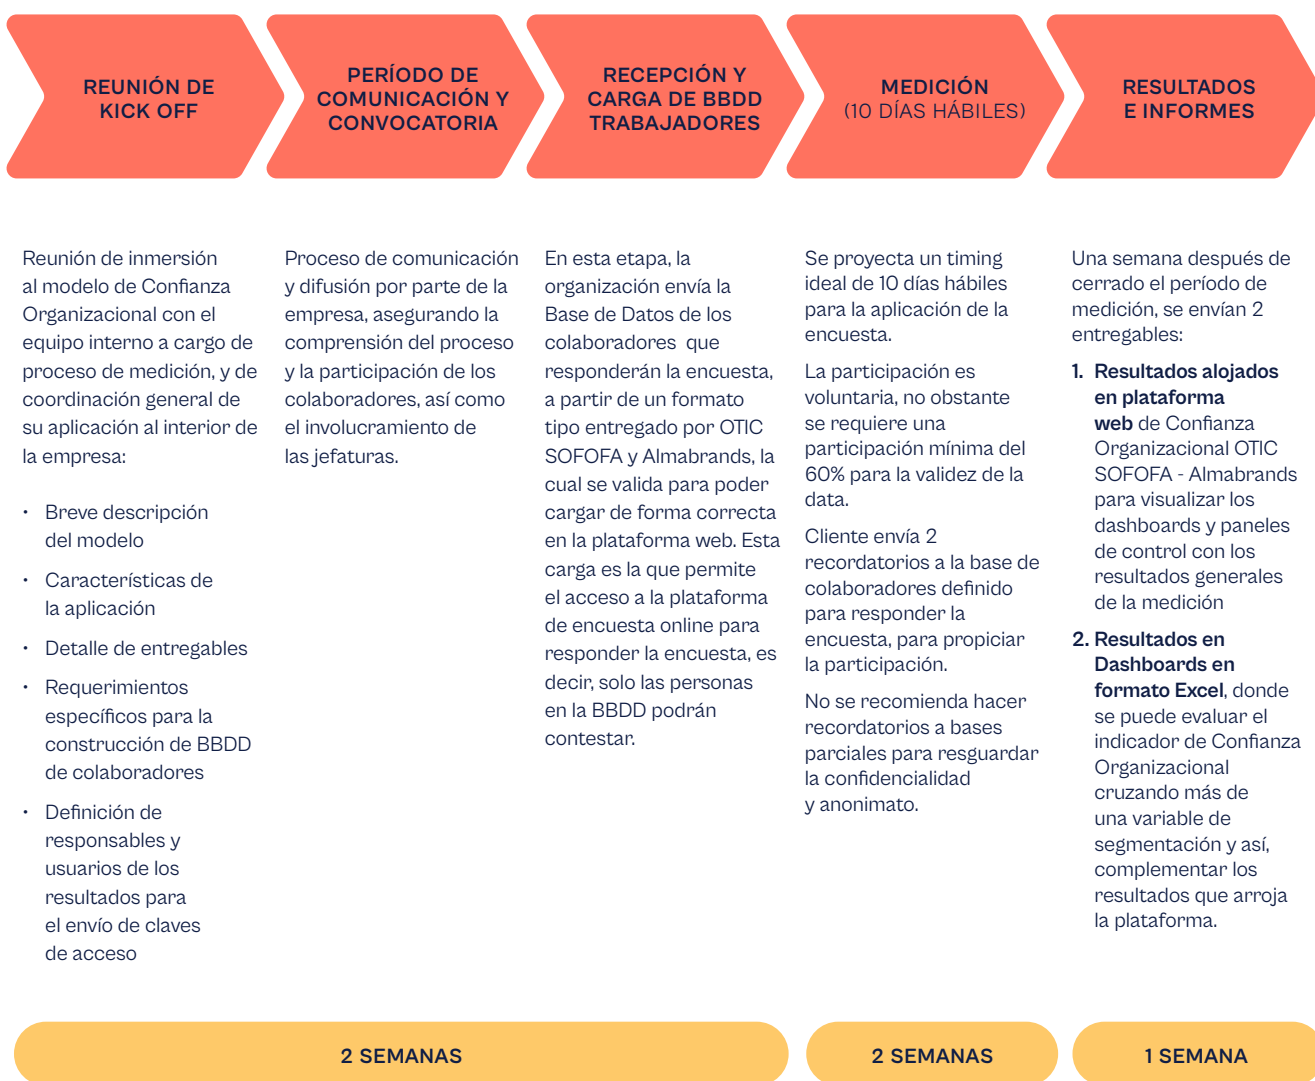 REUNIÓN DE
KICK OFF
PERÍODO DE
COMUNICACIÓN Y
CONVOCATORIA
RECEPCIÓN Y
CARGA DE BBDD
TRABAJADORES
MEDICIÓN
(10 DÍAS HÁBILES)
RESULTADOS
E INFORMES
Reunión de inmersión
al modelo de Confianza
Organizacional con el
equipo interno a cargo de
proceso de medición, y de
coordinación general de
su aplicación al interior de
la empresa:
• Breve descripción
del modelo
• Características de
la aplicación
• Detalle de entregables
• Requerimientos
específicos para la
construcción de BBDD
de colaboradores
• Definición de
responsables y
usuarios de los
resultados para
el envío de claves
de acceso
Proceso de comunicación
y difusión por parte de la
empresa, asegurando la
comprensión del proceso
y la participación de los
colaboradores, así como
el involucramiento de
las jefaturas.
En esta etapa, la
organización envía la
Base de Datos de los
colaboradores que
responderán la encuesta,
a partir de un formato
tipo entregado por OTIC
SOFOFA y Almabrands, la
cual se valida para poder
cargar de forma correcta
en la plataforma web. Esta
carga es la que permite
el acceso a la plataforma
de encuesta online para
responder la encuesta, es
decir, solo las personas
en la BBDD podrán
contestar.
Se proyecta un timing
ideal de 10 días hábiles
para la aplicación de la
encuesta.
La participación es
voluntaria, no obstante
se requiere una
participación mínima del
60% para la validez de la
data.
Cliente envía 2
recordatorios a la base de
colaboradores definido
para responder la
encuesta, para propiciar
la participación.
No se recomienda hacer
recordatorios a bases
parciales para resguardar
la confidencialidad
y anonimato.
Una semana después de
cerrado el período de
medición, se envían 2
entregables:
1. Resultados alojados
en plataforma
web de Confianza
Organizacional OTIC
SOFOFA - Almabrands
para visualizar los
dashboards y paneles
de control con los
resultados generales
de la medición
2. Resultados en
Dashboards en
formato Excel, donde
se puede evaluar el
indicador de Confianza
Organizacional
cruzando más de
una variable de
segmentación y así,
complementar los
resultados que arroja
la plataforma.
2 SEMANAS
2 SEMANAS
1 SEMANA